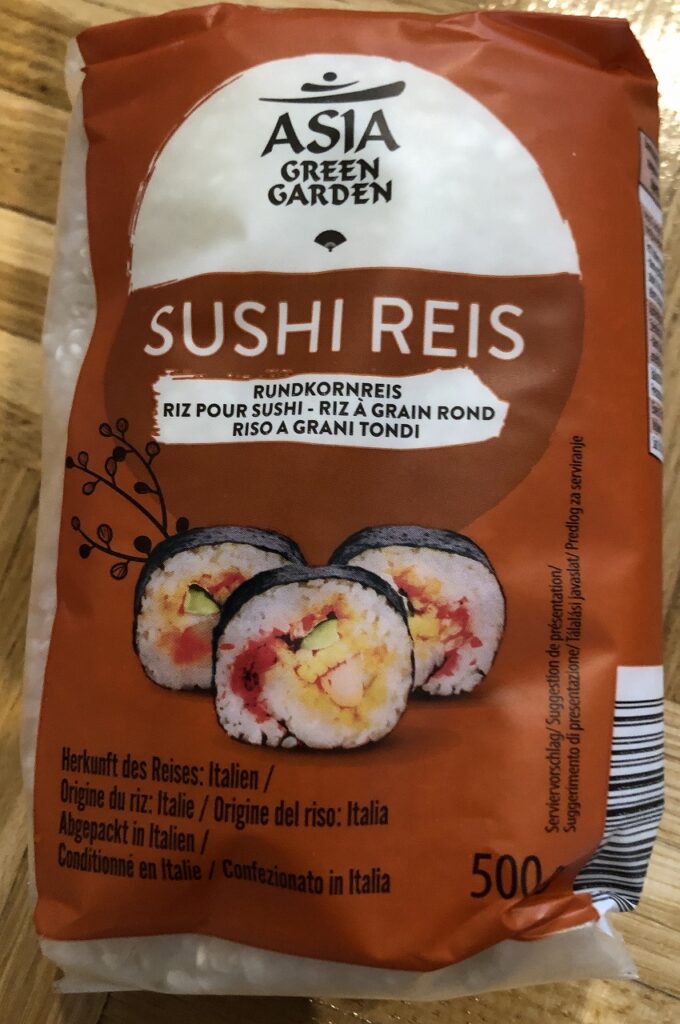 ASIA
GREEN
GARDEN
SUSHI REIS
RUNDKORNREIS
RIZ POUR SUSHI - RIZ À GRAIN ROND
RISO A GRANI TONDI
Serviervorschlag/ Suggestion de présentation/
Suggerimento di presentazione/Tálalási javaslat/ Predlog za serviranje
Herkunft des Reises: Italien /
Origine du riz: Italie / Origine del riso: Italia
Abgepackt in Italien /
Conditionné en Italie / Confezionato in Italia
500